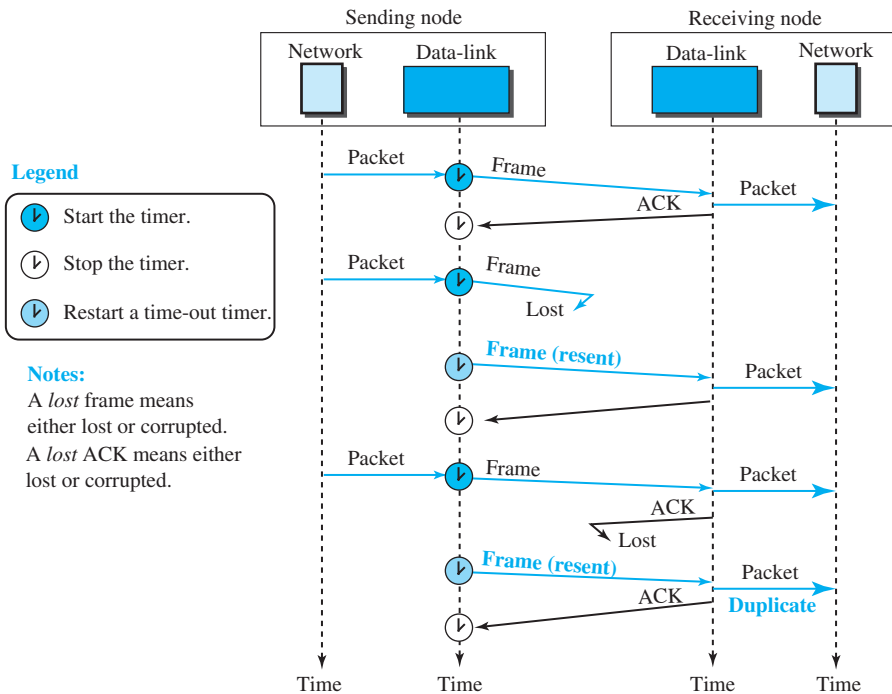 Sending node
Receiving node
Network
Data-link
Data-link
Network
Legend
Start the timer.
Stop the timer.
Restart a time-out timer.
Notes:
A lost frame means
either lost or corrupted.
A lost ACK means either
lost or corrupted.
Packet
Frame
Packet
ACK
Packet
Frame
Lost
Frame (resent)
Packet
Packet
Frame
Packet
ACK
Lost
Frame (resent)
Packet
ACK
Duplicate
Time
Time
Time
Time